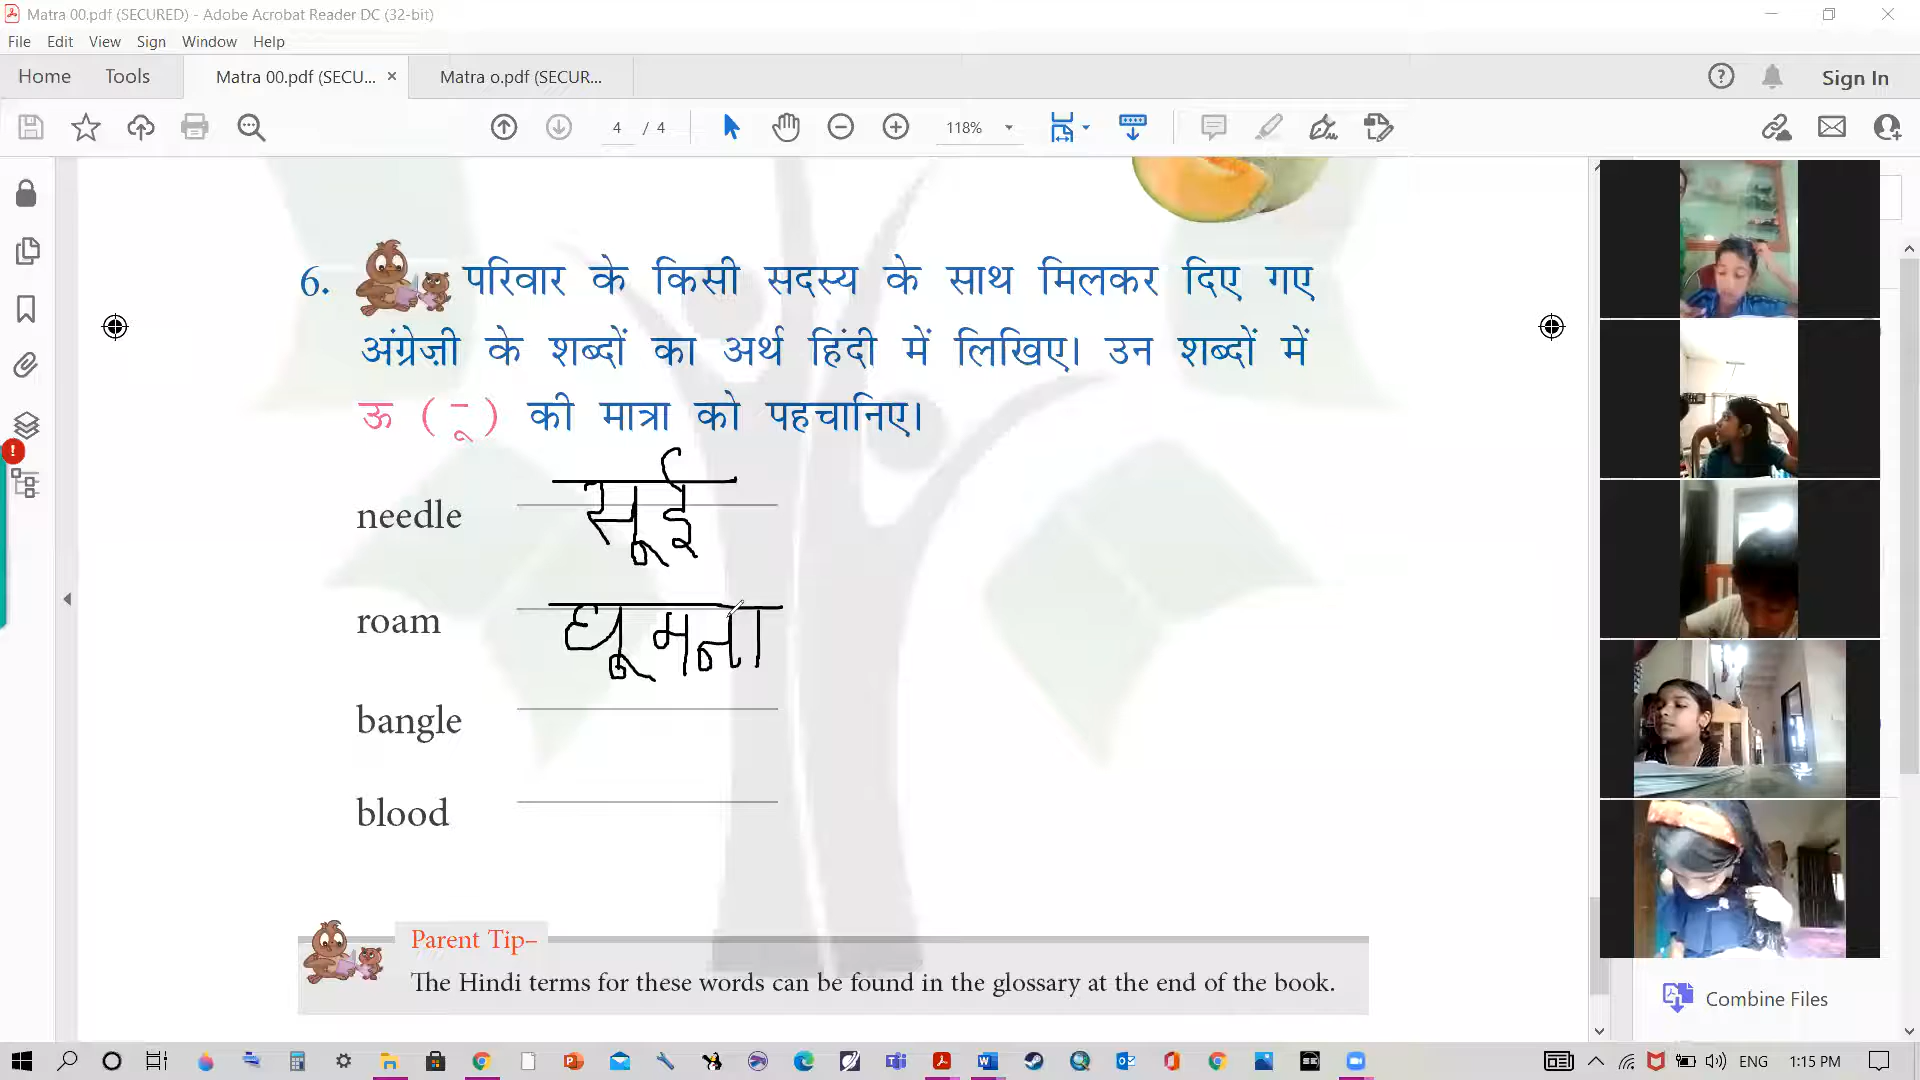 Matra 00.pdf (SECURED) - Adobe Acrobat Reader DC (32-bit)
File Edit View Sign Window Help
Home Tools Matra 00.pdf (SECU... × Matra o.pdf (SECUR... Sign In
4 / 4 118%
6. परिवार के किसी सदस्य के साथ मिलकर दिए गए
अंग्रेज़ी के शब्दों का अर्थ हिंदी में लिखिए। उन शब्दों में
ऊ ( ू ) की मात्रा को पहचानिए।
needle सूई
roam घूमना
bangle
blood
Parent Tip–
The Hindi terms for these words can be found in the glossary at the end of the book.
Combine Files
ENG 1:15 PM